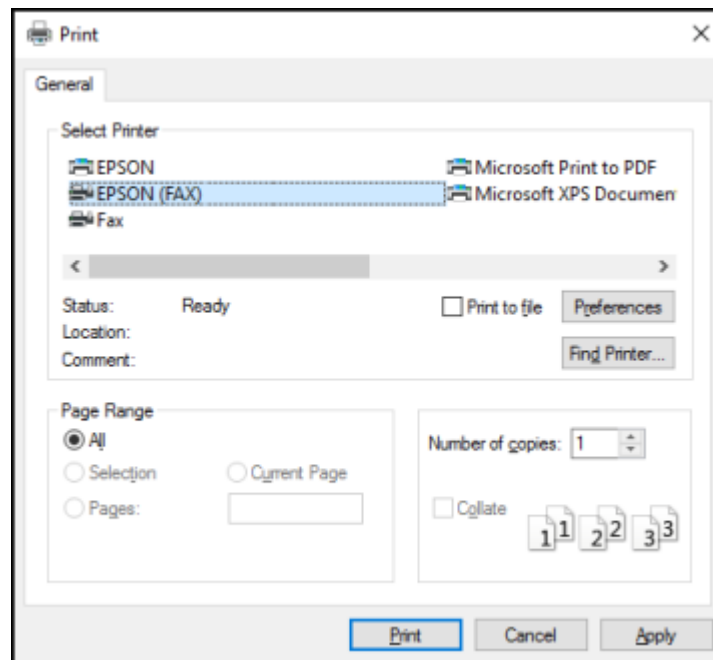 Print
General
Select Printer
EPSON Microsoft Print to PDF
EPSON (FAX) Microsoft XPS Documen
Fax
Status: Ready Print to file Preferences
Location:
Comment: Find Printer...
Page Range
All
Selection Current Page
Pages:
Number of copies: 1
Collate
1 1 2 2 3 3
Print Cancel Apply